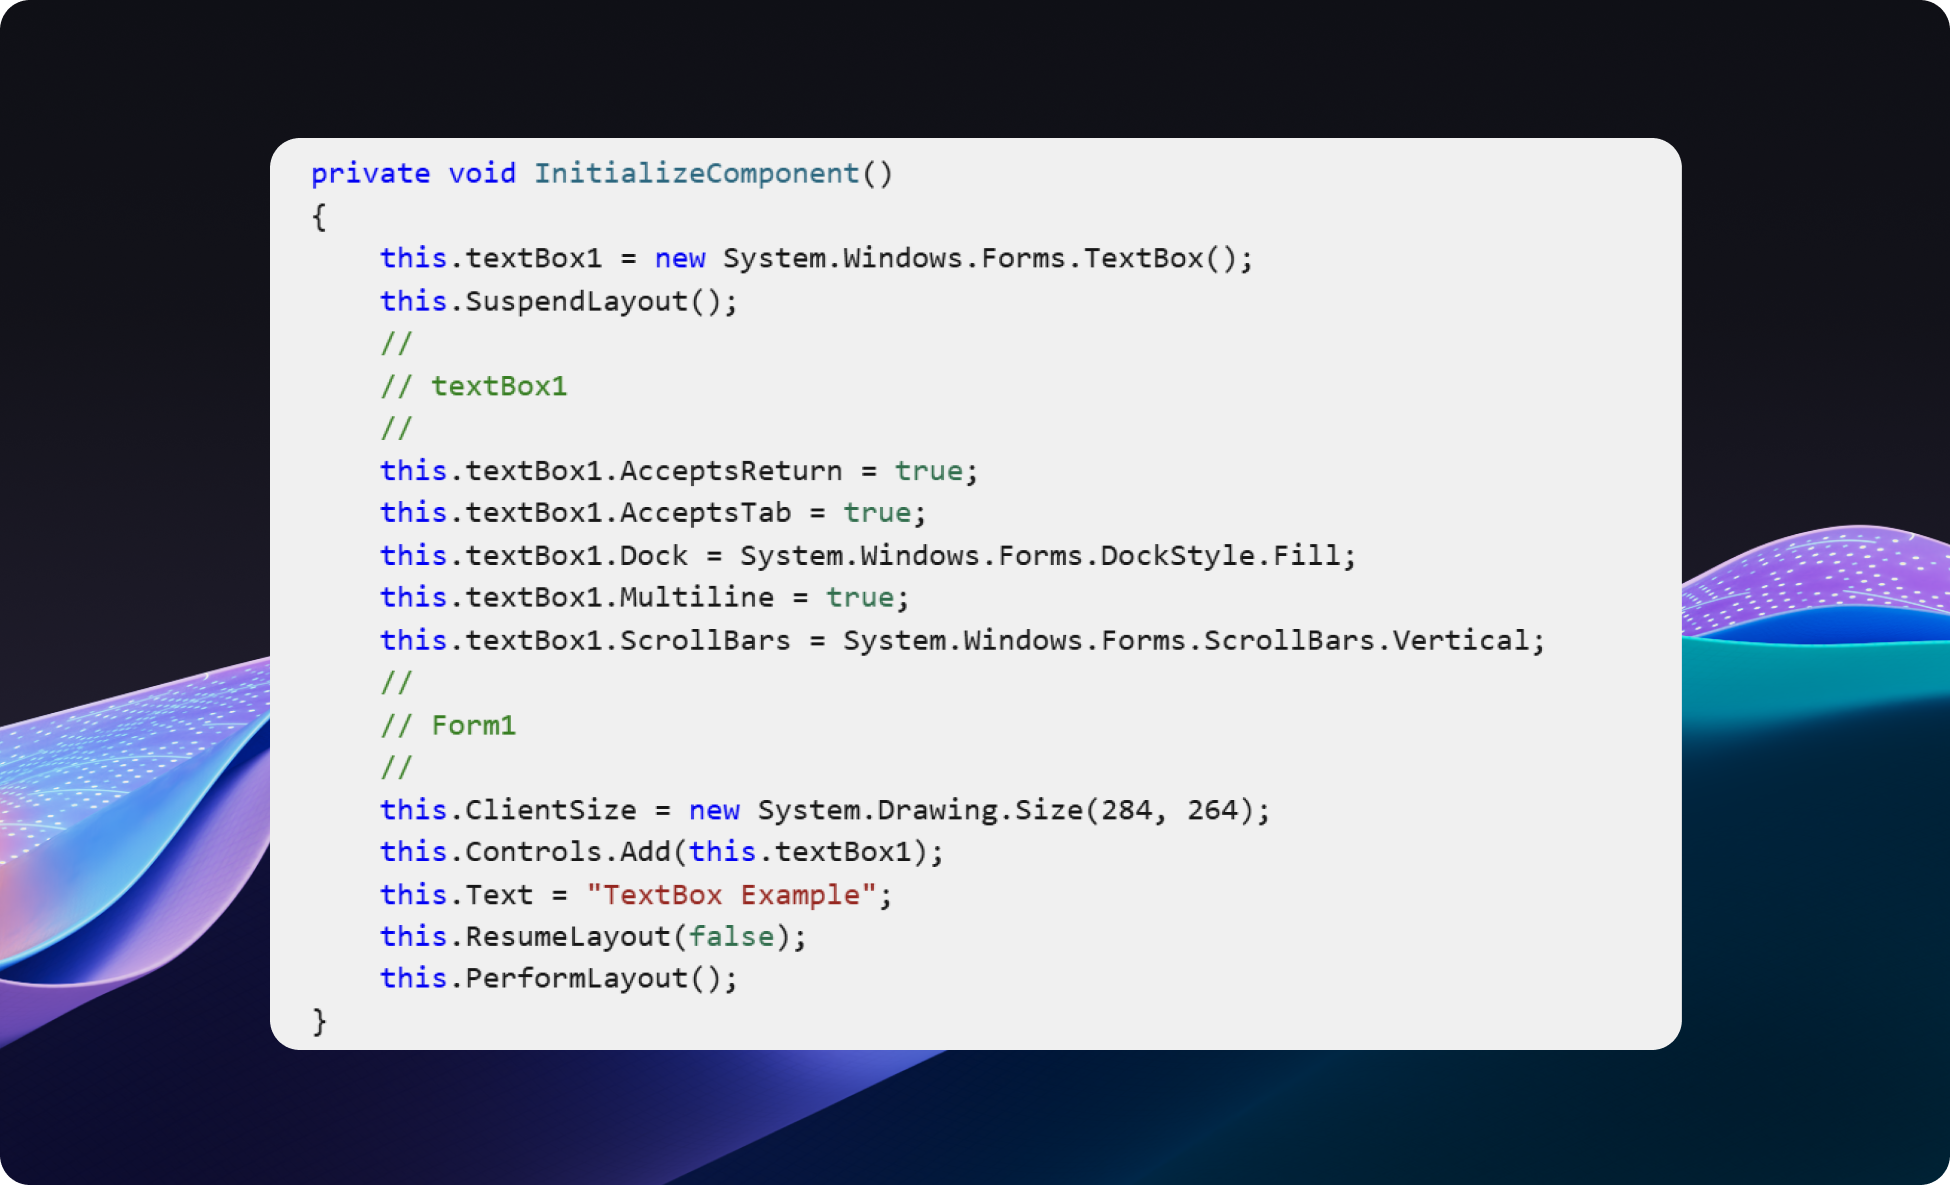 private void InitializeComponent()
{
    this.textBox1 = new System.Windows.Forms.TextBox();
    this.SuspendLayout();
    //
    // textBox1
    //
    this.textBox1.AcceptsReturn = true;
    this.textBox1.AcceptsTab = true;
    this.textBox1.Dock = System.Windows.Forms.DockStyle.Fill;
    this.textBox1.Multiline = true;
    this.textBox1.ScrollBars = System.Windows.Forms.ScrollBars.Vertical;
    //
    // Form1
    //
    this.ClientSize = new System.Drawing.Size(284, 264);
    this.Controls.Add(this.textBox1);
    this.Text = "TextBox Example";
    this.ResumeLayout(false);
    this.PerformLayout();
}